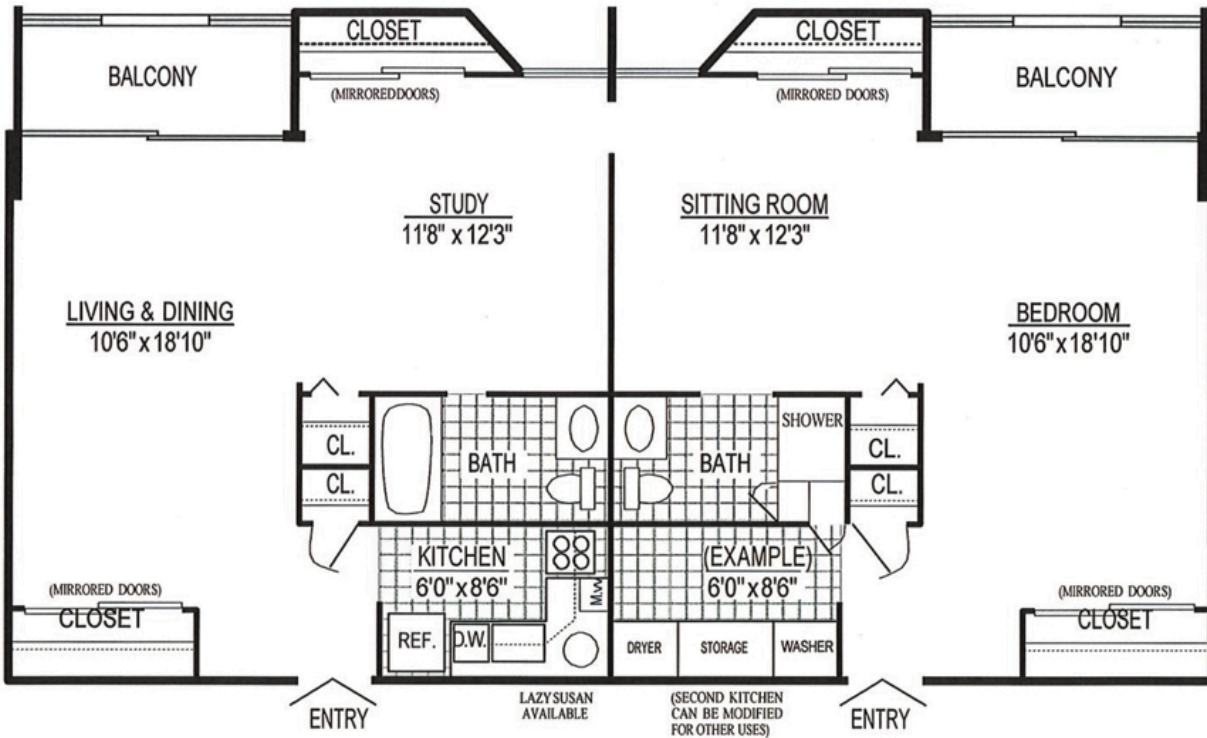 CLOSET
CLOSET
BALCONY
BALCONY
(MIRRORED DOORS)
(MIRRORED DOORS)
STUDY
11'8" x 12'3"
SITTING ROOM
11'8" x 12'3"
LIVING & DINING
10'6" x 18'10"
BEDROOM
10'6" x 18'10"
SHOWER
CL.
BATH
BATH
CL.
CL.
CL.
KITCHEN
6'0" x 8'6"
(EXAMPLE)
6'0" x 8'6"
M.W
(MIRRORED DOORS)
CLOSET
(MIRRORED DOORS)
CLOSET
REF.
D.W.
DRYER
STORAGE
WASHER
LAZY SUSAN
AVAILABLE
(SECOND KITCHEN
CAN BE MODIFIED
FOR OTHER USES)
ENTRY
ENTRY